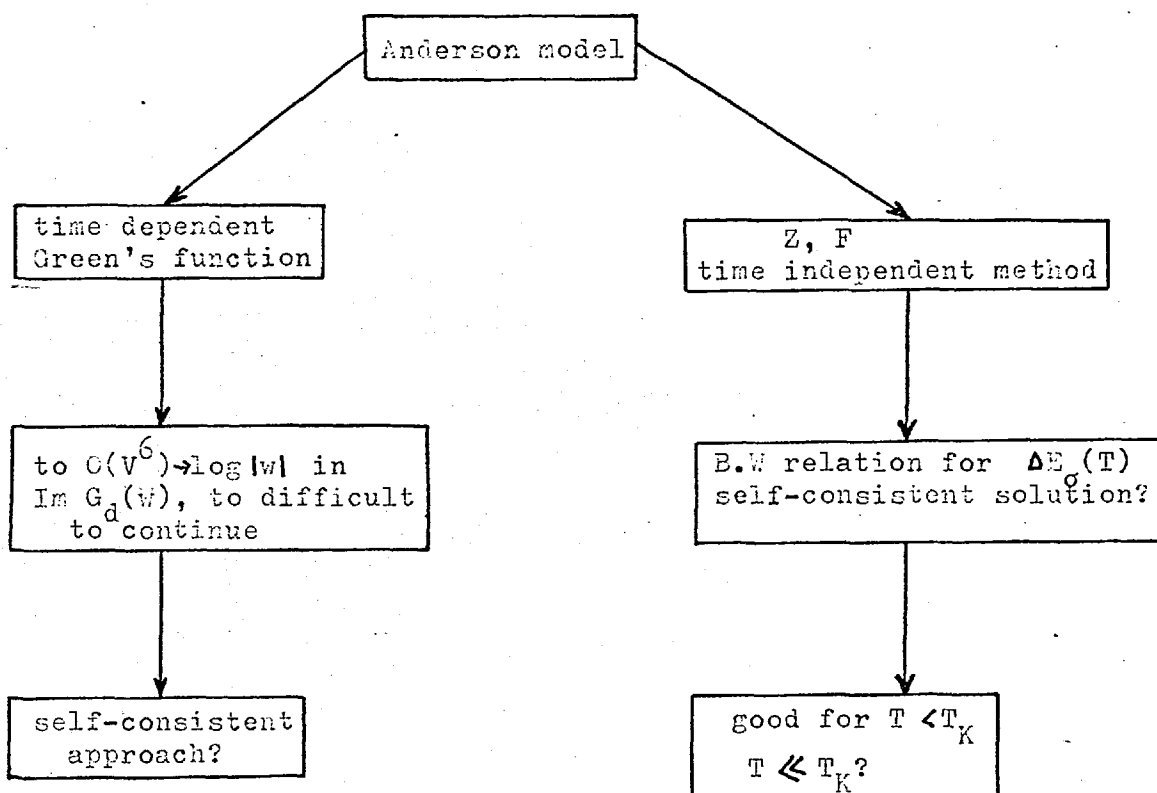 Anderson model
time dependent
Green's function
Z, F
time independent method
to O(V⁶)→log|w| in
Im G_d(W), to difficult
to continue
B.W relation for ΔE_σ(T)
self-consistent solution?
self-consistent
approach?
good for T <T_K
T ≪ T_K?